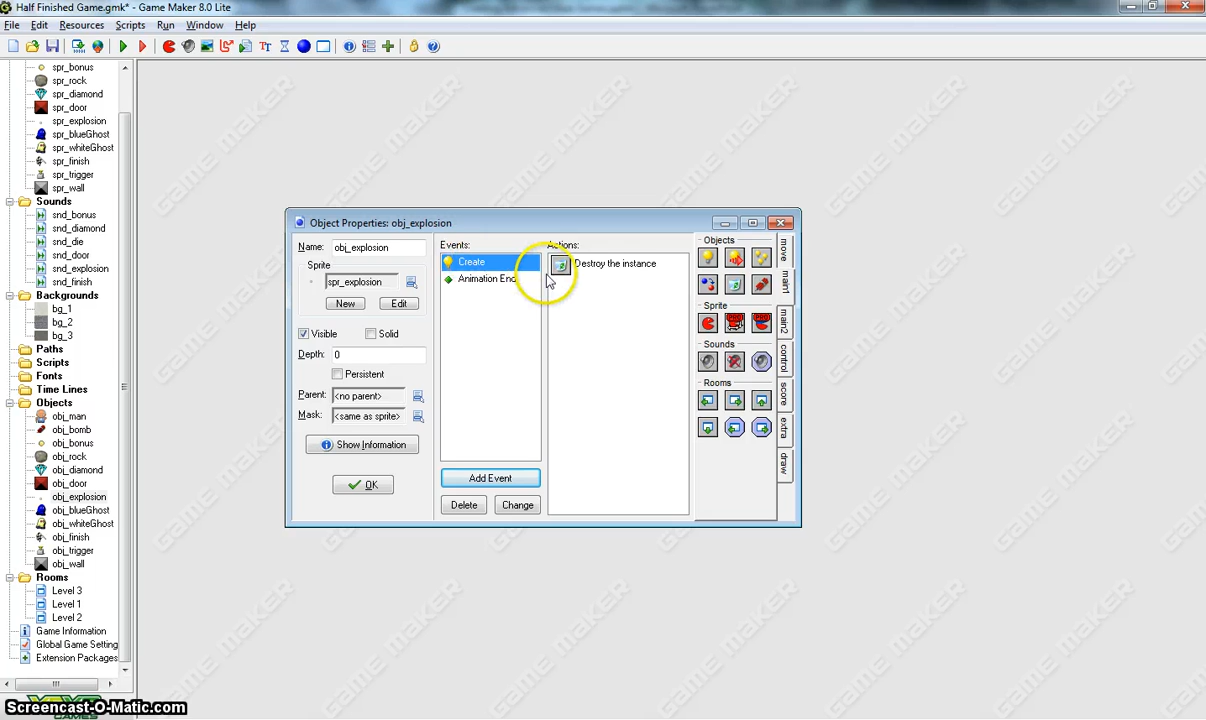 Half Finished Game.gmk* - Game Maker 8.0 Lite
File Edit Resources Scripts Run Window Help
spr_bonus
spr_rock
spr_diamond
spr_door
spr_explosion
spr_blueGhost
spr_whiteGhost
spr_finish
spr_trigger
spr_wall
Sounds
snd_bonus
snd_diamond
snd_die
snd_door
snd_explosion
snd_finish
Backgrounds
bg_1
bg_2
bg_3
Paths
Scripts
Fonts
Time Lines
Objects
obj_man
obj_bomb
obj_bonus
obj_rock
obj_diamond
obj_door
obj_explosion
obj_blueGhost
obj_whiteGhost
obj_finish
obj_trigger
obj_wall
Rooms
Level 3
Level 1
Level 2
Game Information
Global Game Setting
Extension Packages
Object Properties: obj_explosion
Name: obj_explosion
Sprite
spr_explosion
New Edit
Visible Solid
Depth: 0
Persistent
Parent: <no parent>
Mask: <same as sprite>
Show Information
OK
Events:
Create
Animation End
Add Event
Delete Change
Actions:
Destroy the instance
Objects
Sprite
PRO PRO
Sounds
Rooms
move
main1
main2
control
score
extra
draw
GAME MAKER
Screencast-O-Matic.com